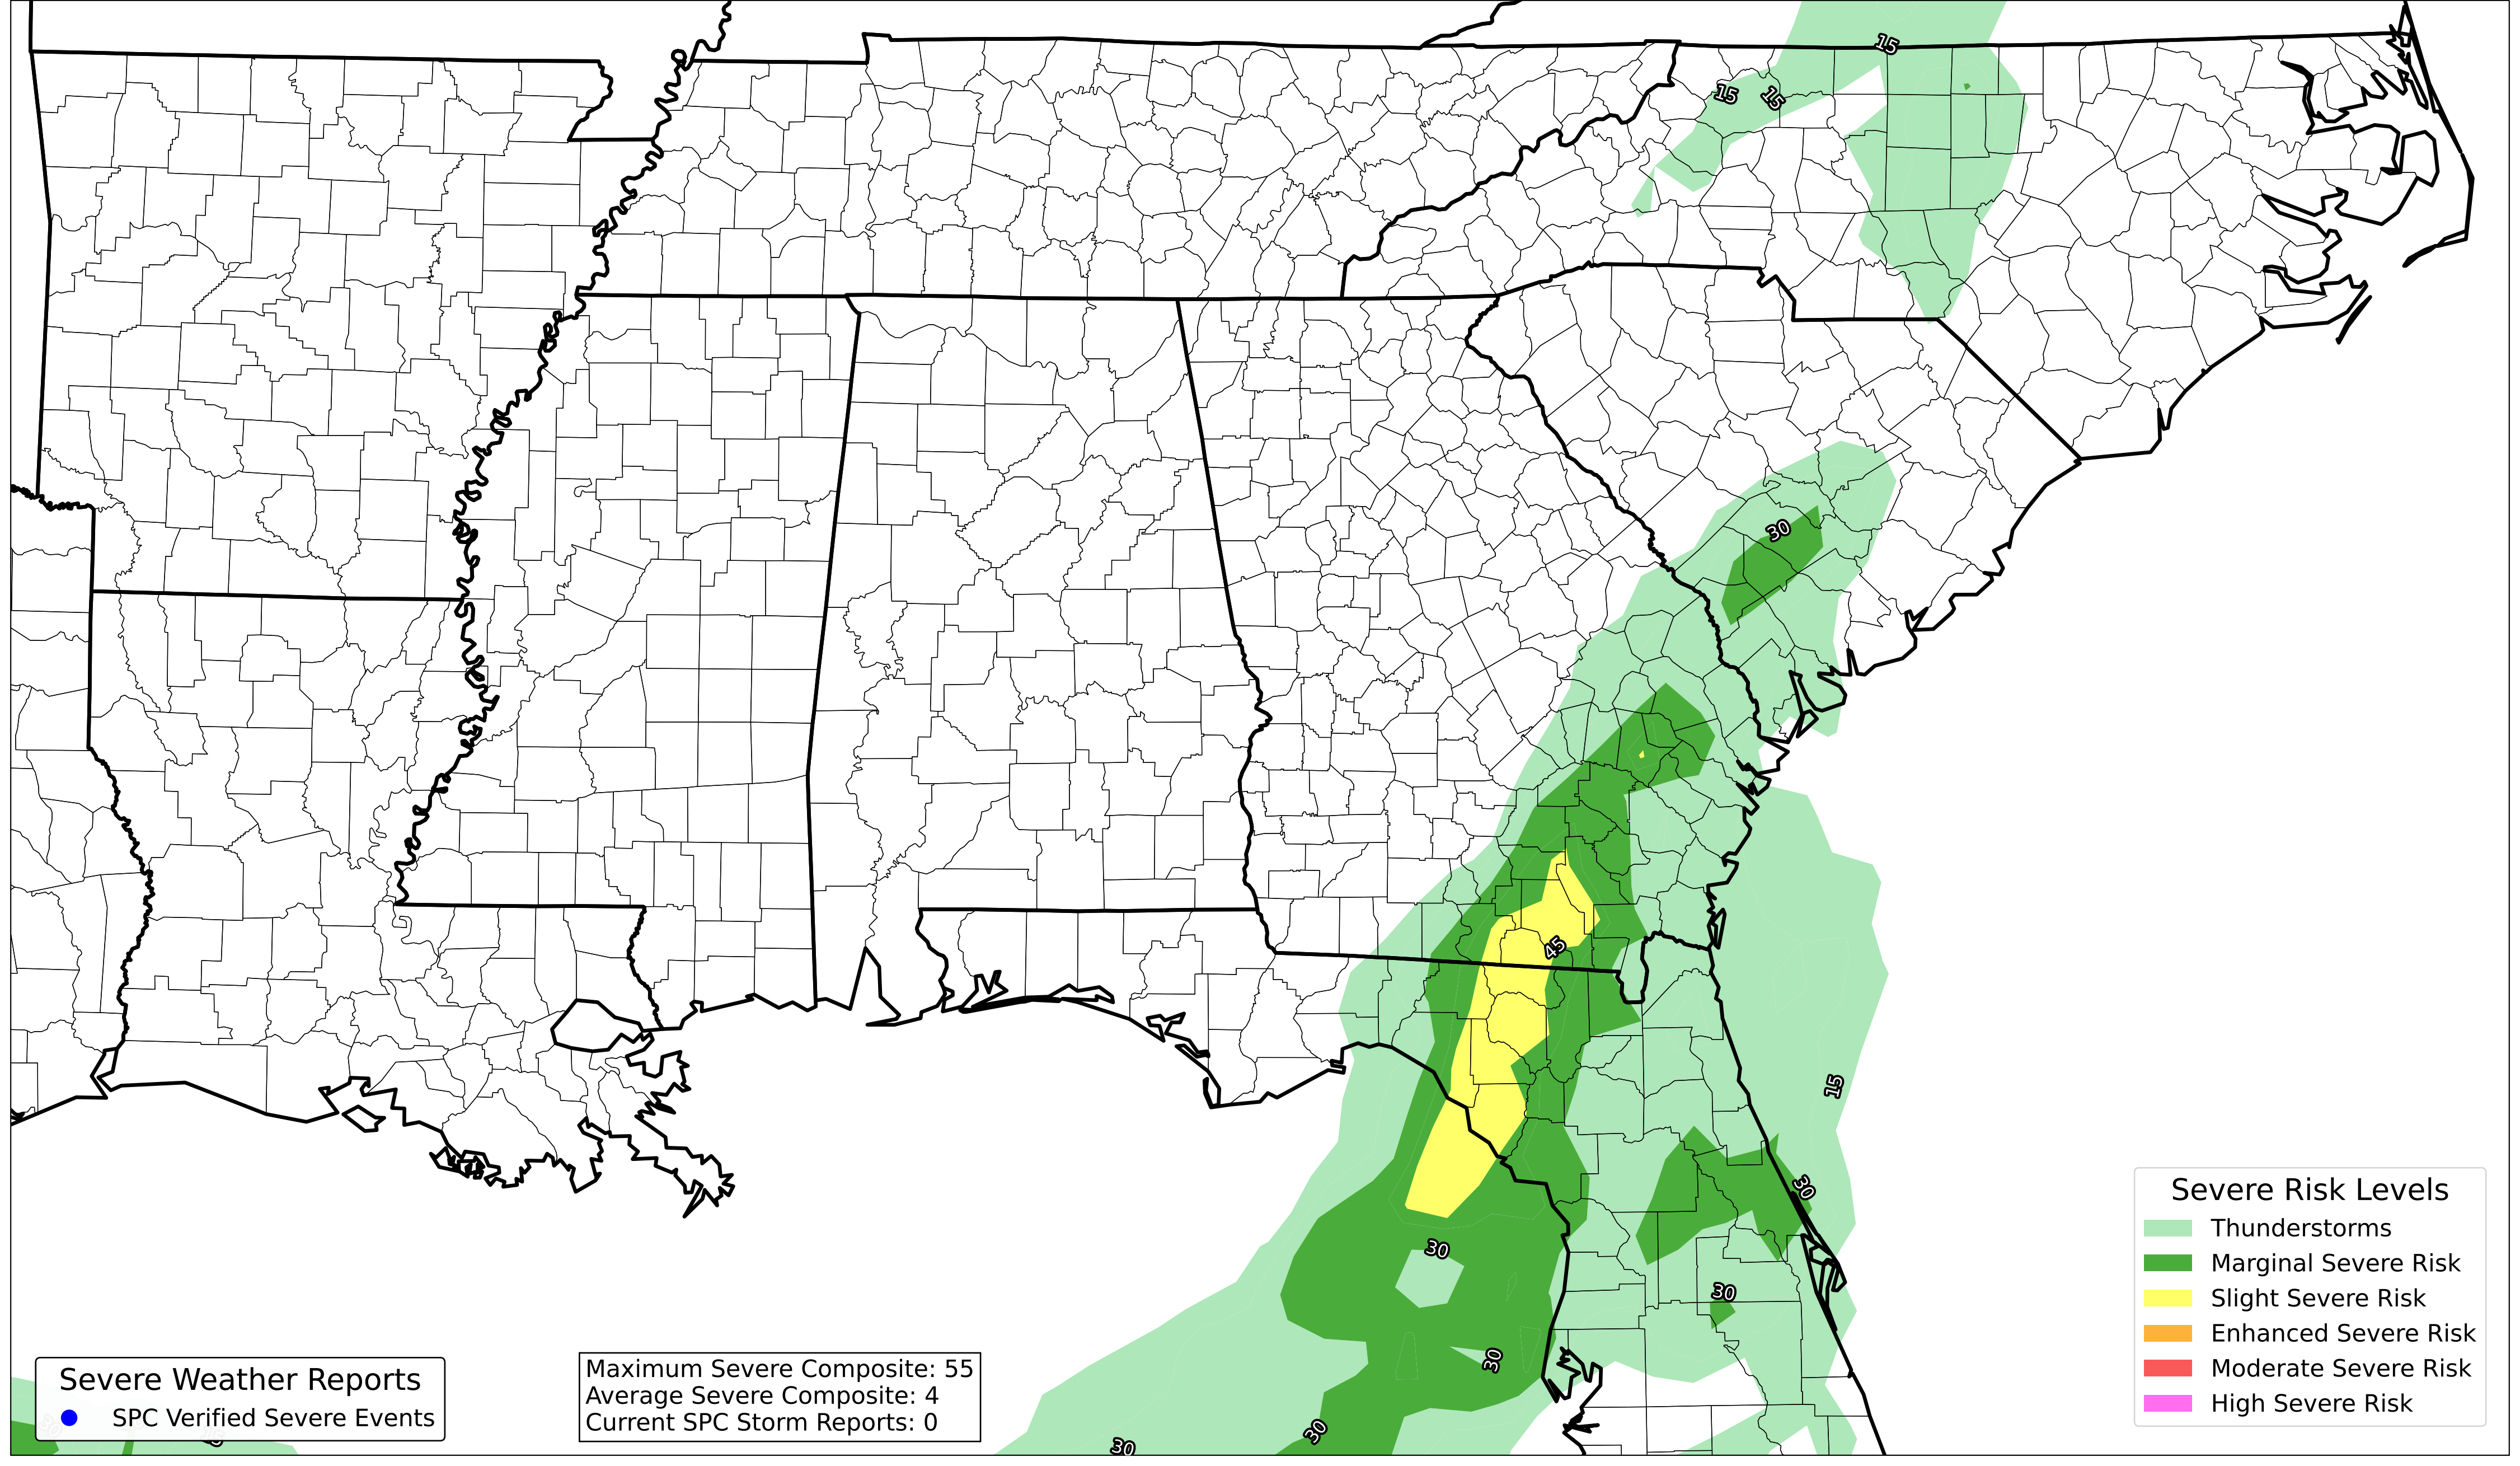 15
15
15
30
45
15
30
30
30
30
30
30
Severe Risk Levels
Thunderstorms
Marginal Severe Risk
Slight Severe Risk
Enhanced Severe Risk
Moderate Severe Risk
High Severe Risk
Severe Weather Reports
SPC Verified Severe Events
Maximum Severe Composite: 55
Average Severe Composite: 4
Current SPC Storm Reports: 0